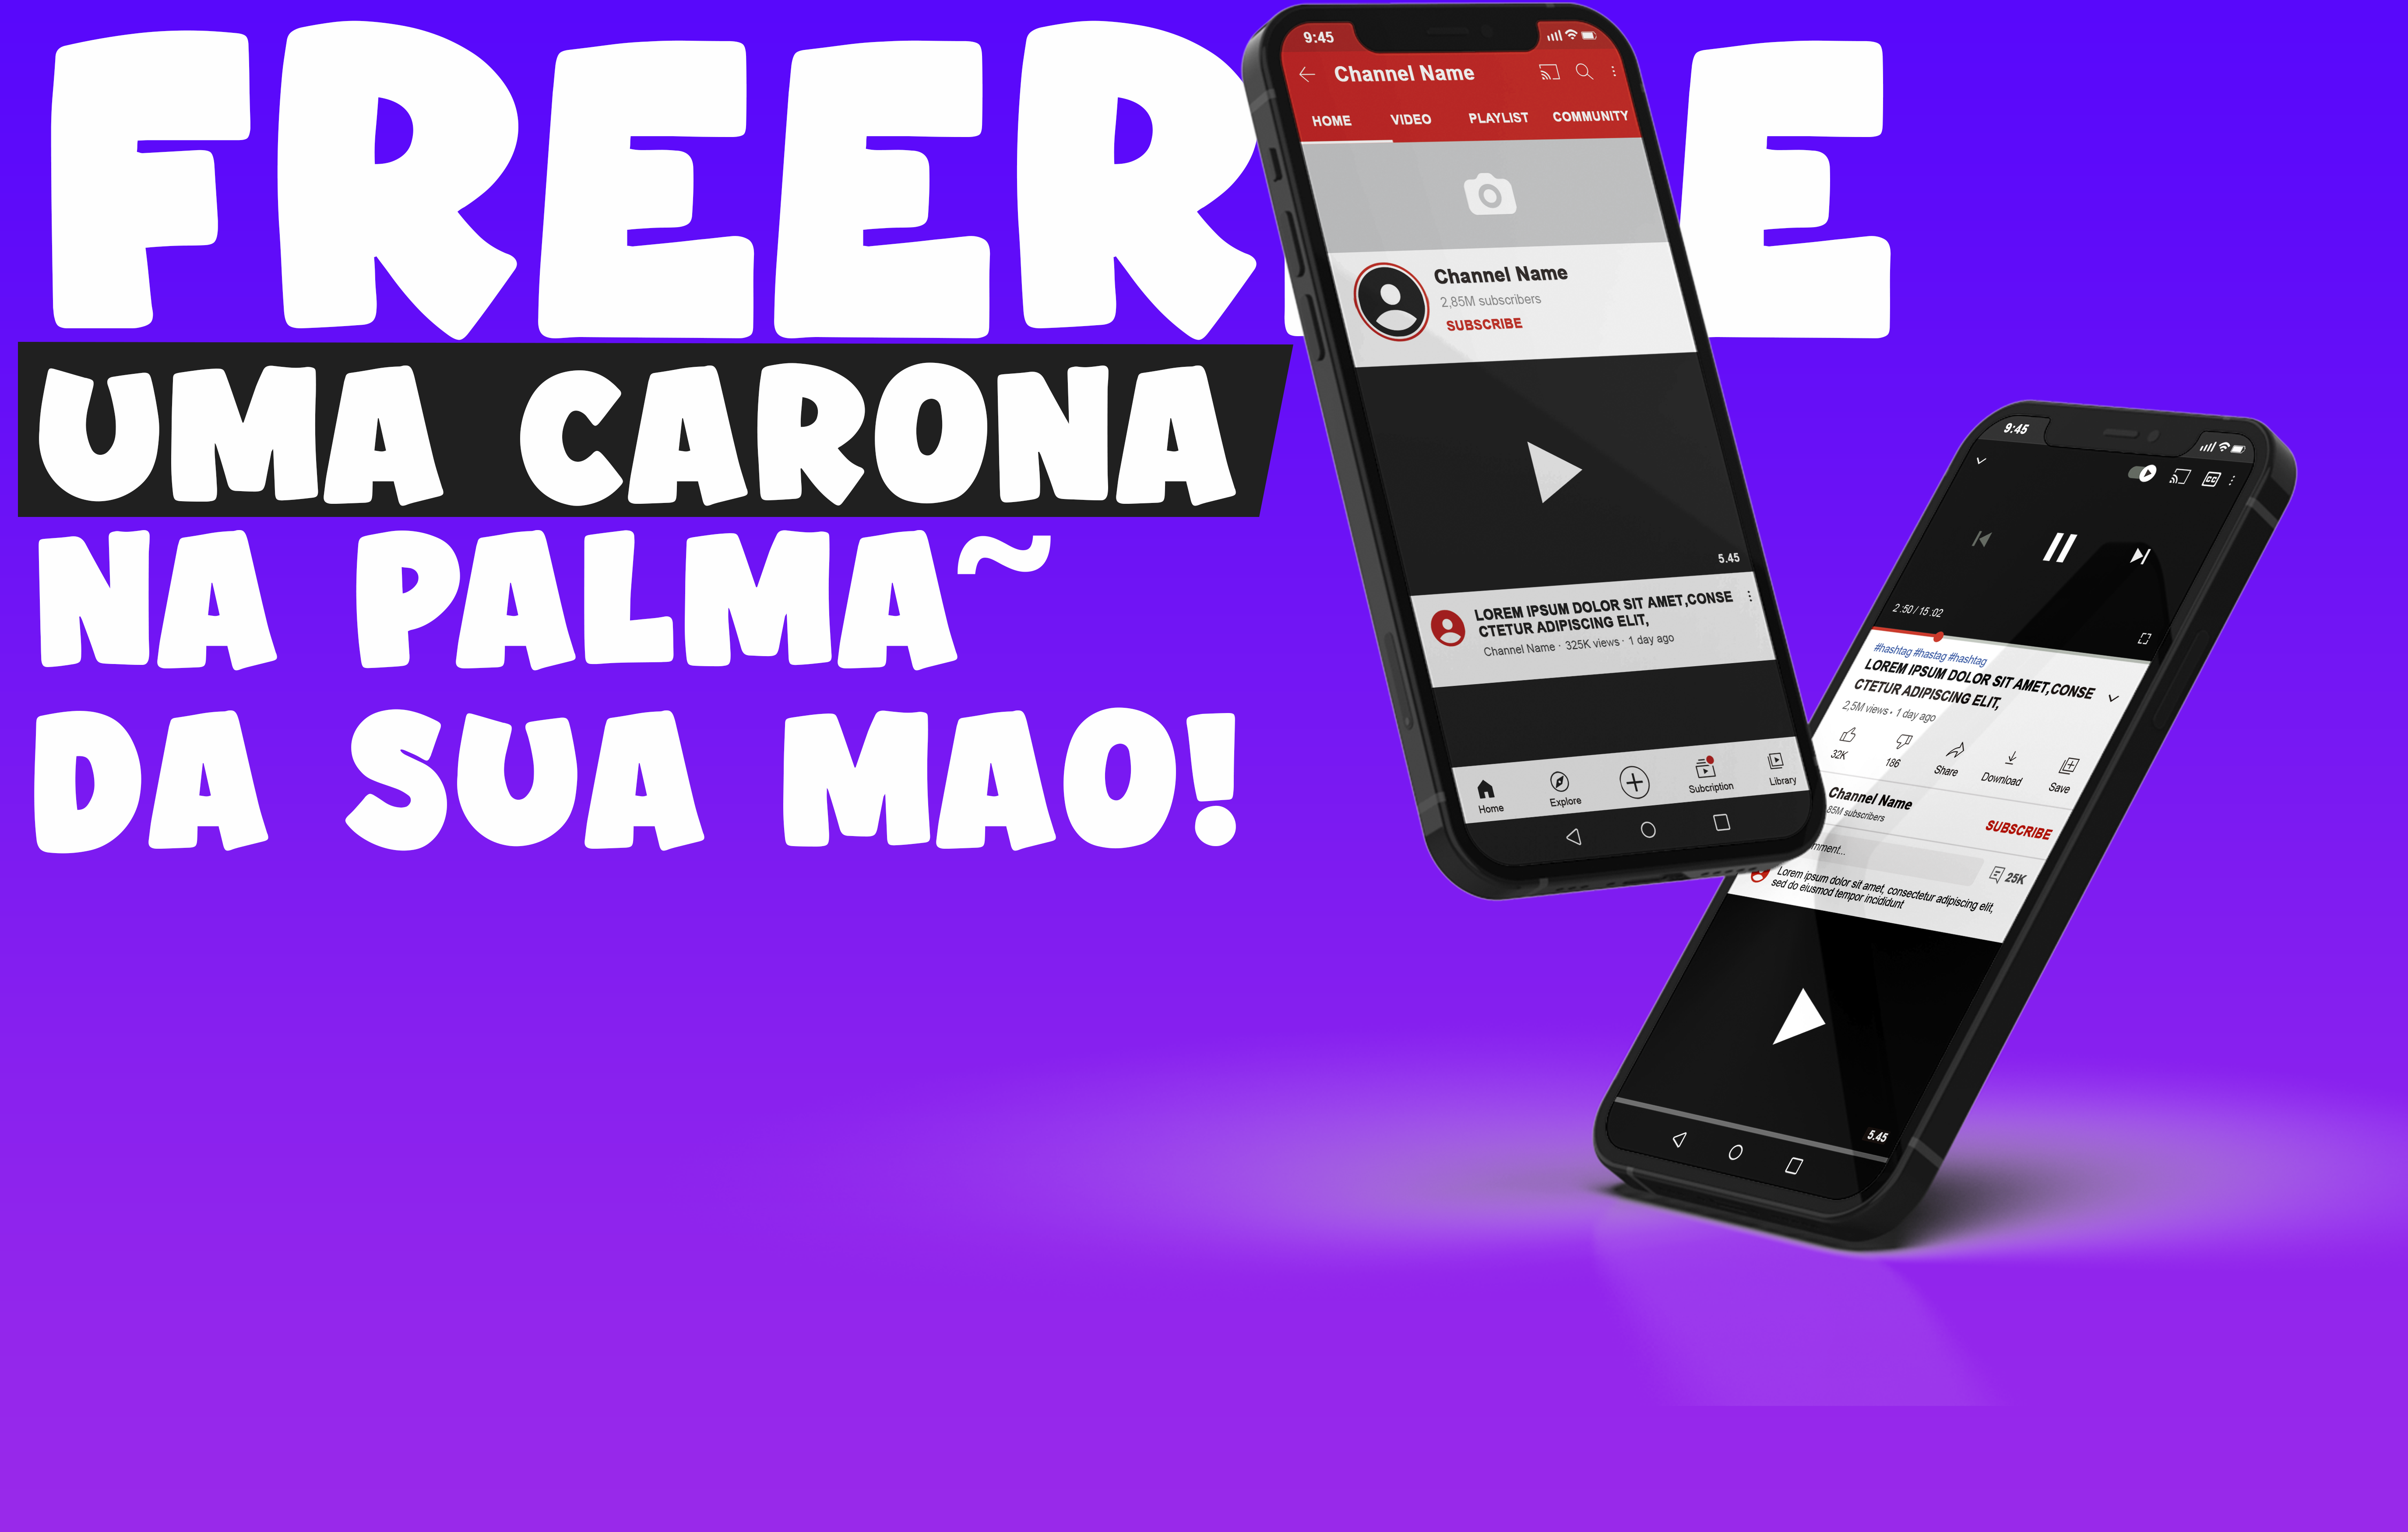 FREER E
UMA CARONA
NA PALMA~
DA SUA MAO!
9:45
Channel Name
HOME VIDEO PLAYLIST COMMUNITY
Channel Name
2,85M subscribers
SUBSCRIBE
5.45
LOREM IPSUM DOLOR SIT AMET,CONSE
CTETUR ADIPISCING ELIT,
Channel Name · 325K views · 1 day ago
Home Explore Subcription Library
9:45
CC
2:50/15:02
#hashtag #hastag #hashtag
LOREM IPSUM DOLOR SIT AMET,CONSE
CTETUR ADIPISCING ELIT,
2,5M views • 1 day ago
32K 186 Share Download Save
Channel Name
85M subscribers
SUBSCRIBE
mment...
25K
Lorem ipsum dolor sit amet, consectetur adipiscing elit,
sed do eiusmod tempor incididunt
5.45